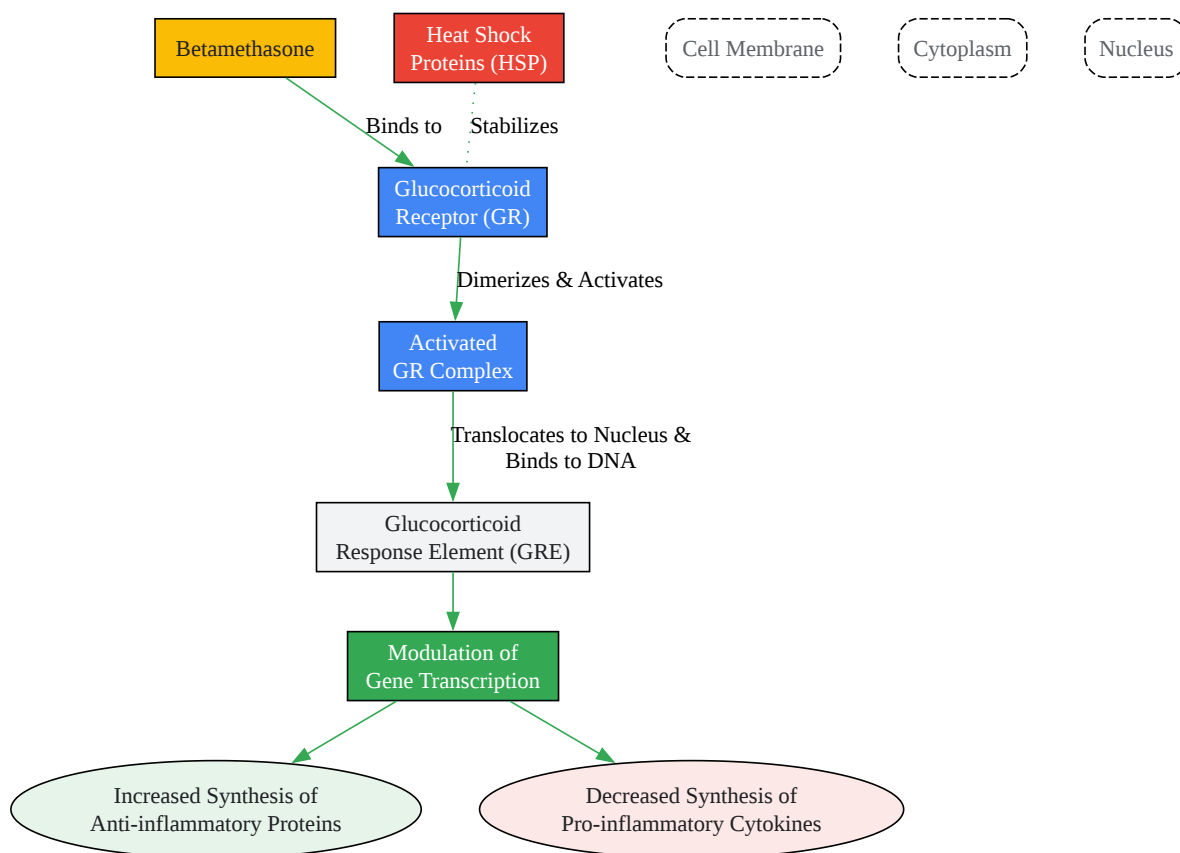 Betamethasone
Heat Shock
Proteins (HSP)
Cell Membrane
Cytoplasm
Nucleus
Binds to
Stabilizes
Glucocorticoid
Receptor (GR)
Dimerizes & Activates
Activated
GR Complex
Translocates to Nucleus &
Binds to DNA
Glucocorticoid
Response Element (GRE)
Modulation of
Gene Transcription
Increased Synthesis of
Anti-inflammatory Proteins
Decreased Synthesis of
Pro-inflammatory Cytokines